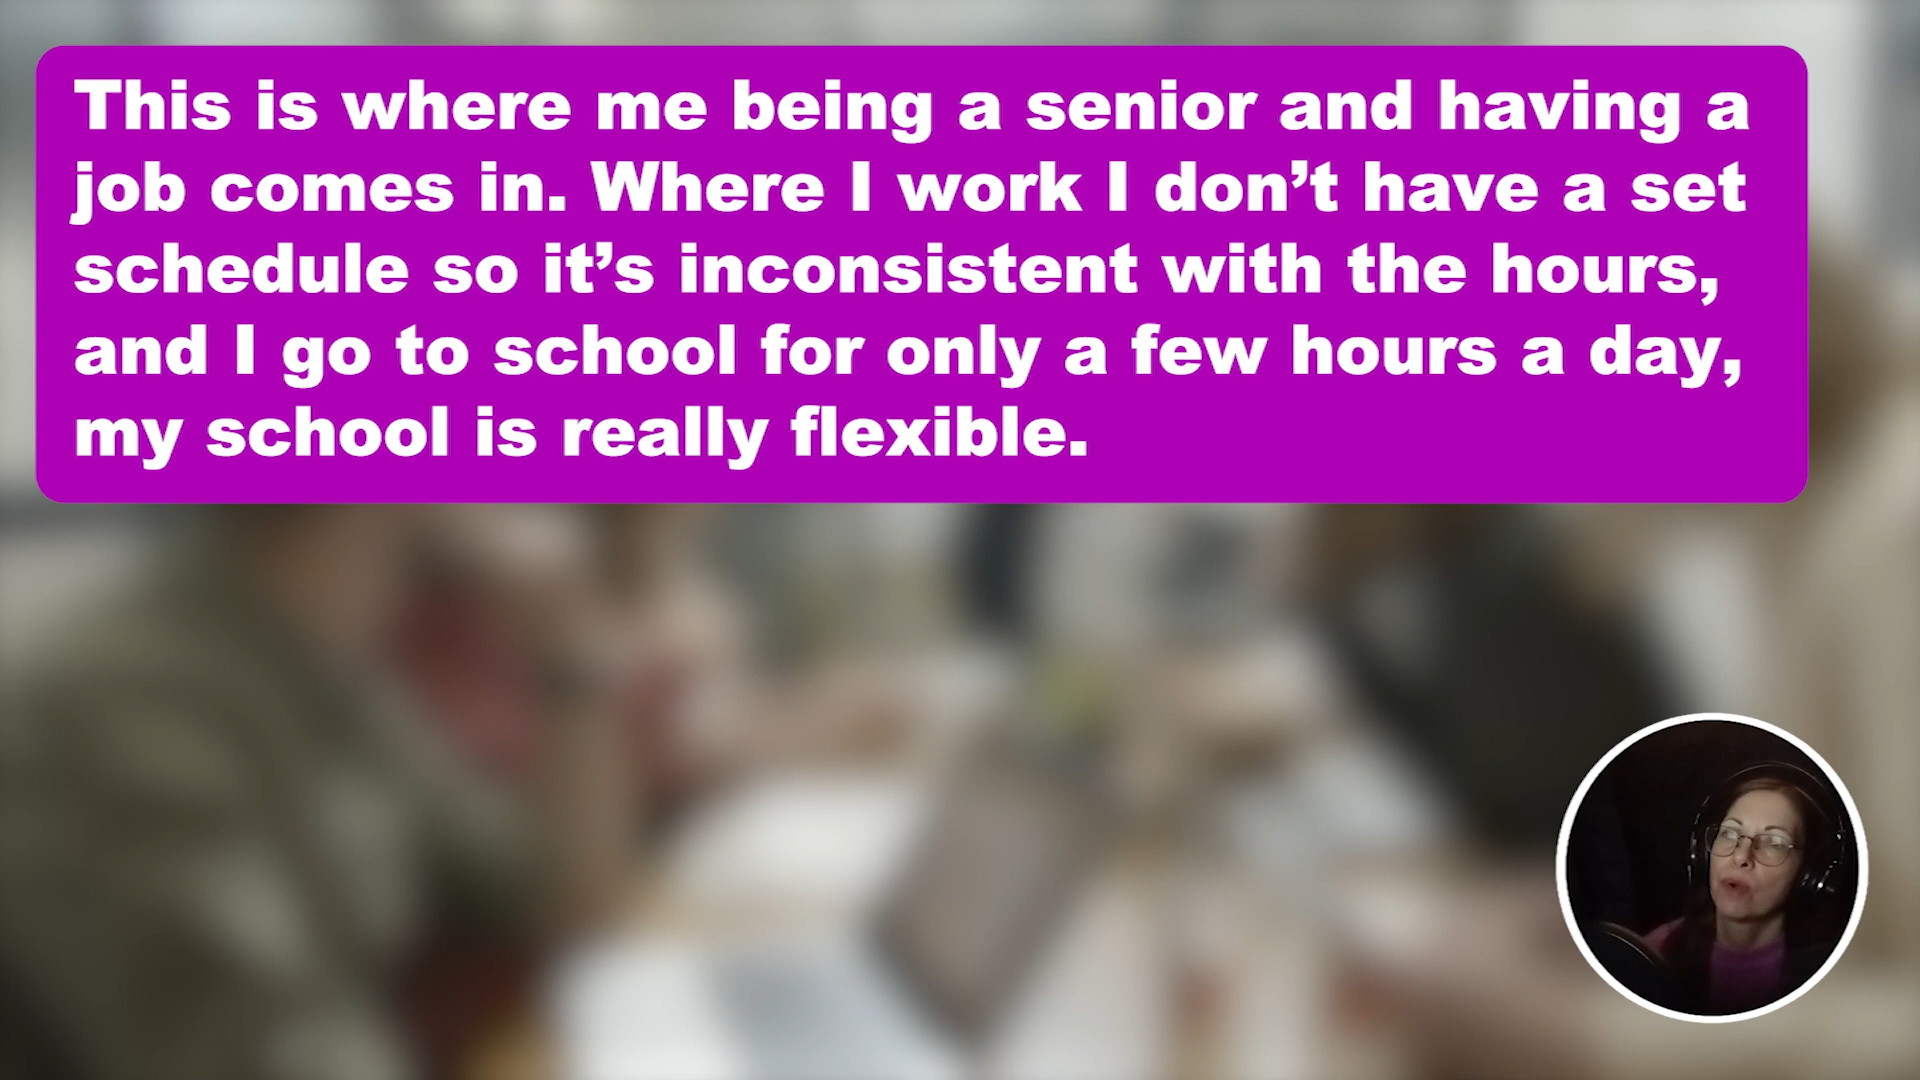 This is where me being a senior and having a
job comes in. Where I work I don’t have a set
schedule so it’s inconsistent with the hours,
and I go to school for only a few hours a day,
my school is really flexible.